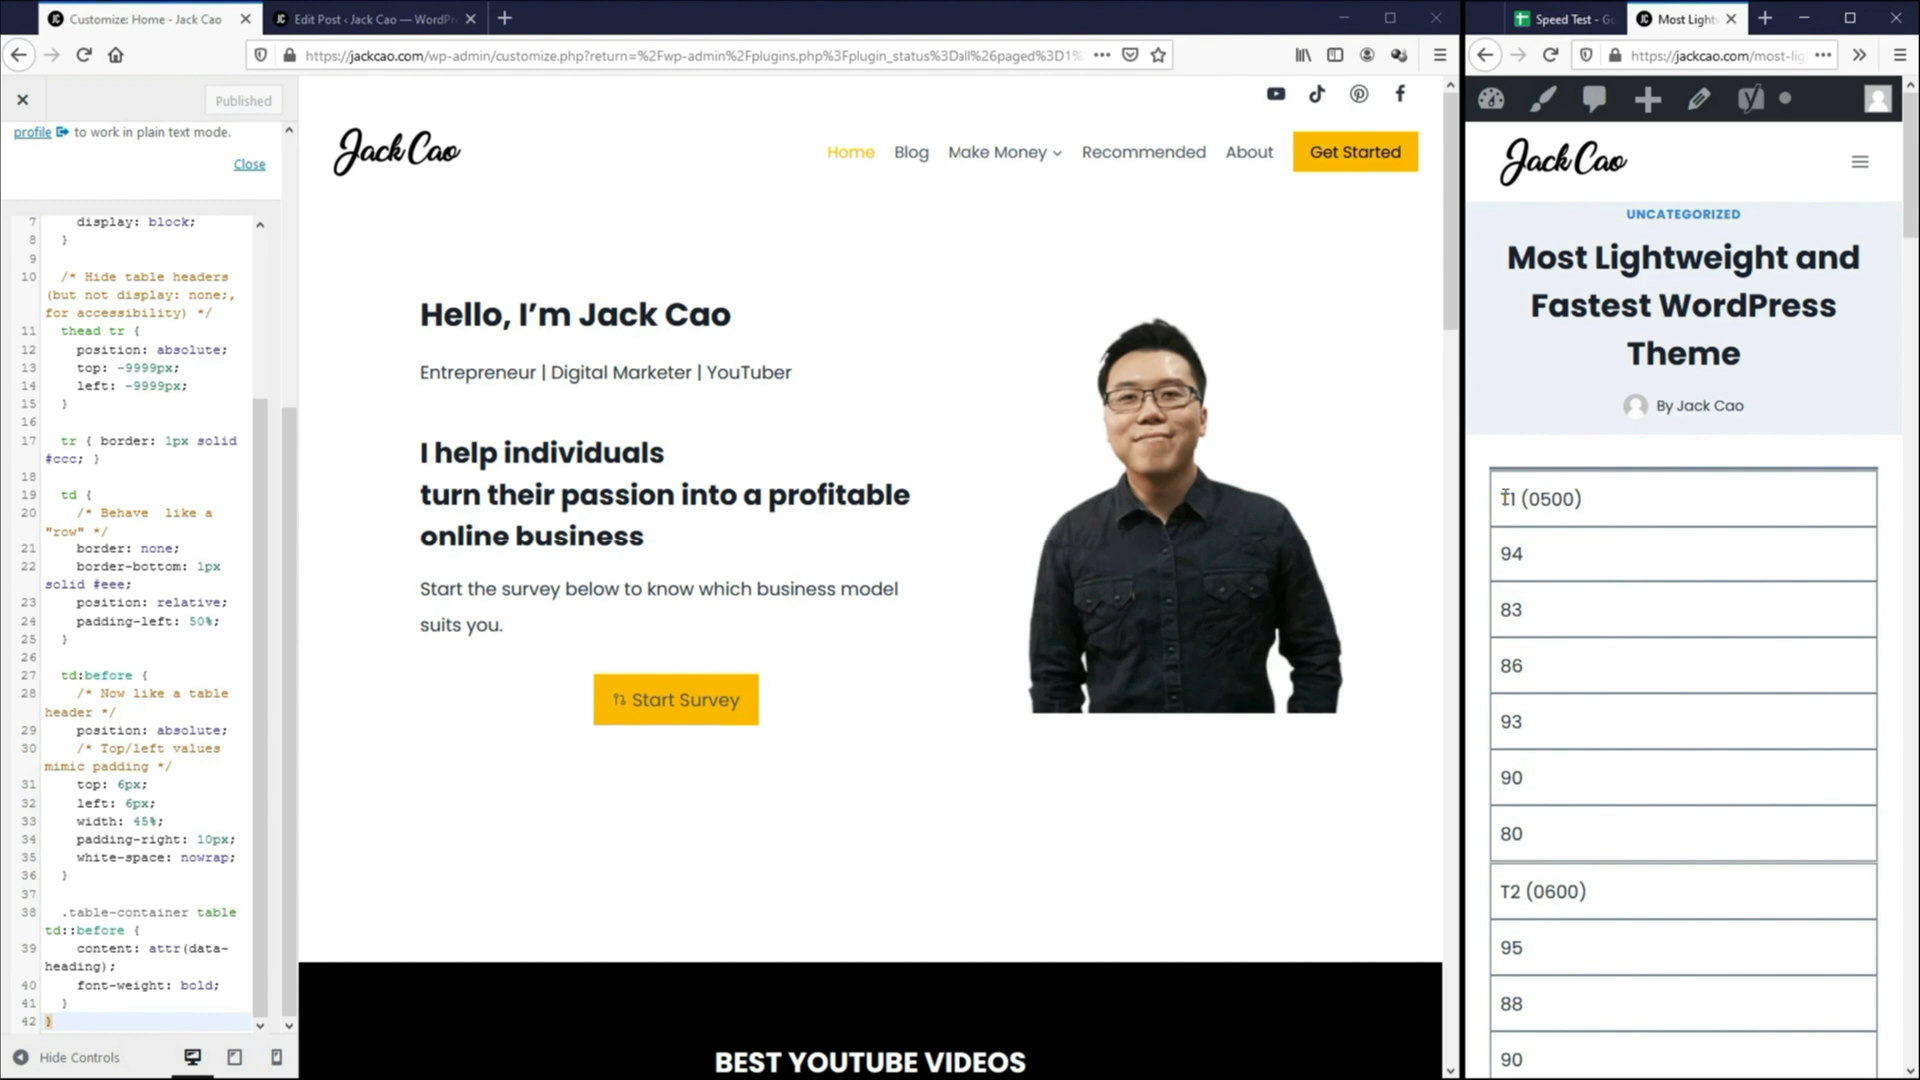 Customize: Home - Jack Cao
Edit Post ‹ Jack Cao — WordPr
https://jackcao.com/wp-admin/customize.php?return=%2Fwp-admin%2Fplugins.php%3Fplugin_status%3Dall%26paged%3D1%
Published
profile to work in plain text mode.
Close
7 display: block;
8 }
9
10 /* Hide table headers
(but not display: none;,
for accessibility) */
11 thead tr {
12 position: absolute;
13 top: -9999px;
14 left: -9999px;
15 }
16
17 tr { border: 1px solid
#ccc; }
18
19 td {
20 /* Behave  like a
"row" */
21 border: none;
22 border-bottom: 1px
solid #eee;
23 position: relative;
24 padding-left: 50%;
25 }
26
27 td:before {
28 /* Now like a table
header */
29 position: absolute;
30 /* Top/left values
mimic padding */
31 top: 6px;
32 left: 6px;
33 width: 45%;
34 padding-right: 10px;
35 white-space: nowrap;
36 }
37
38 .table-container table
td::before {
39 content: attr(data-
heading);
40 font-weight: bold;
41 }
42 }
Hide Controls
Jack Cao
Home Blog Make Money Recommended About Get Started
Hello, I'm Jack Cao
Entrepreneur | Digital Marketer | YouTuber
I help individuals
turn their passion into a profitable
online business
Start the survey below to know which business model
suits you.
Start Survey
BEST YOUTUBE VIDEOS
Speed Test - Go
Most Light
https://jackcao.com/most-lig
Jack Cao
UNCATEGORIZED
Most Lightweight and
Fastest WordPress
Theme
By Jack Cao
T1 (0500)
94
83
86
93
90
80
T2 (0600)
95
88
90